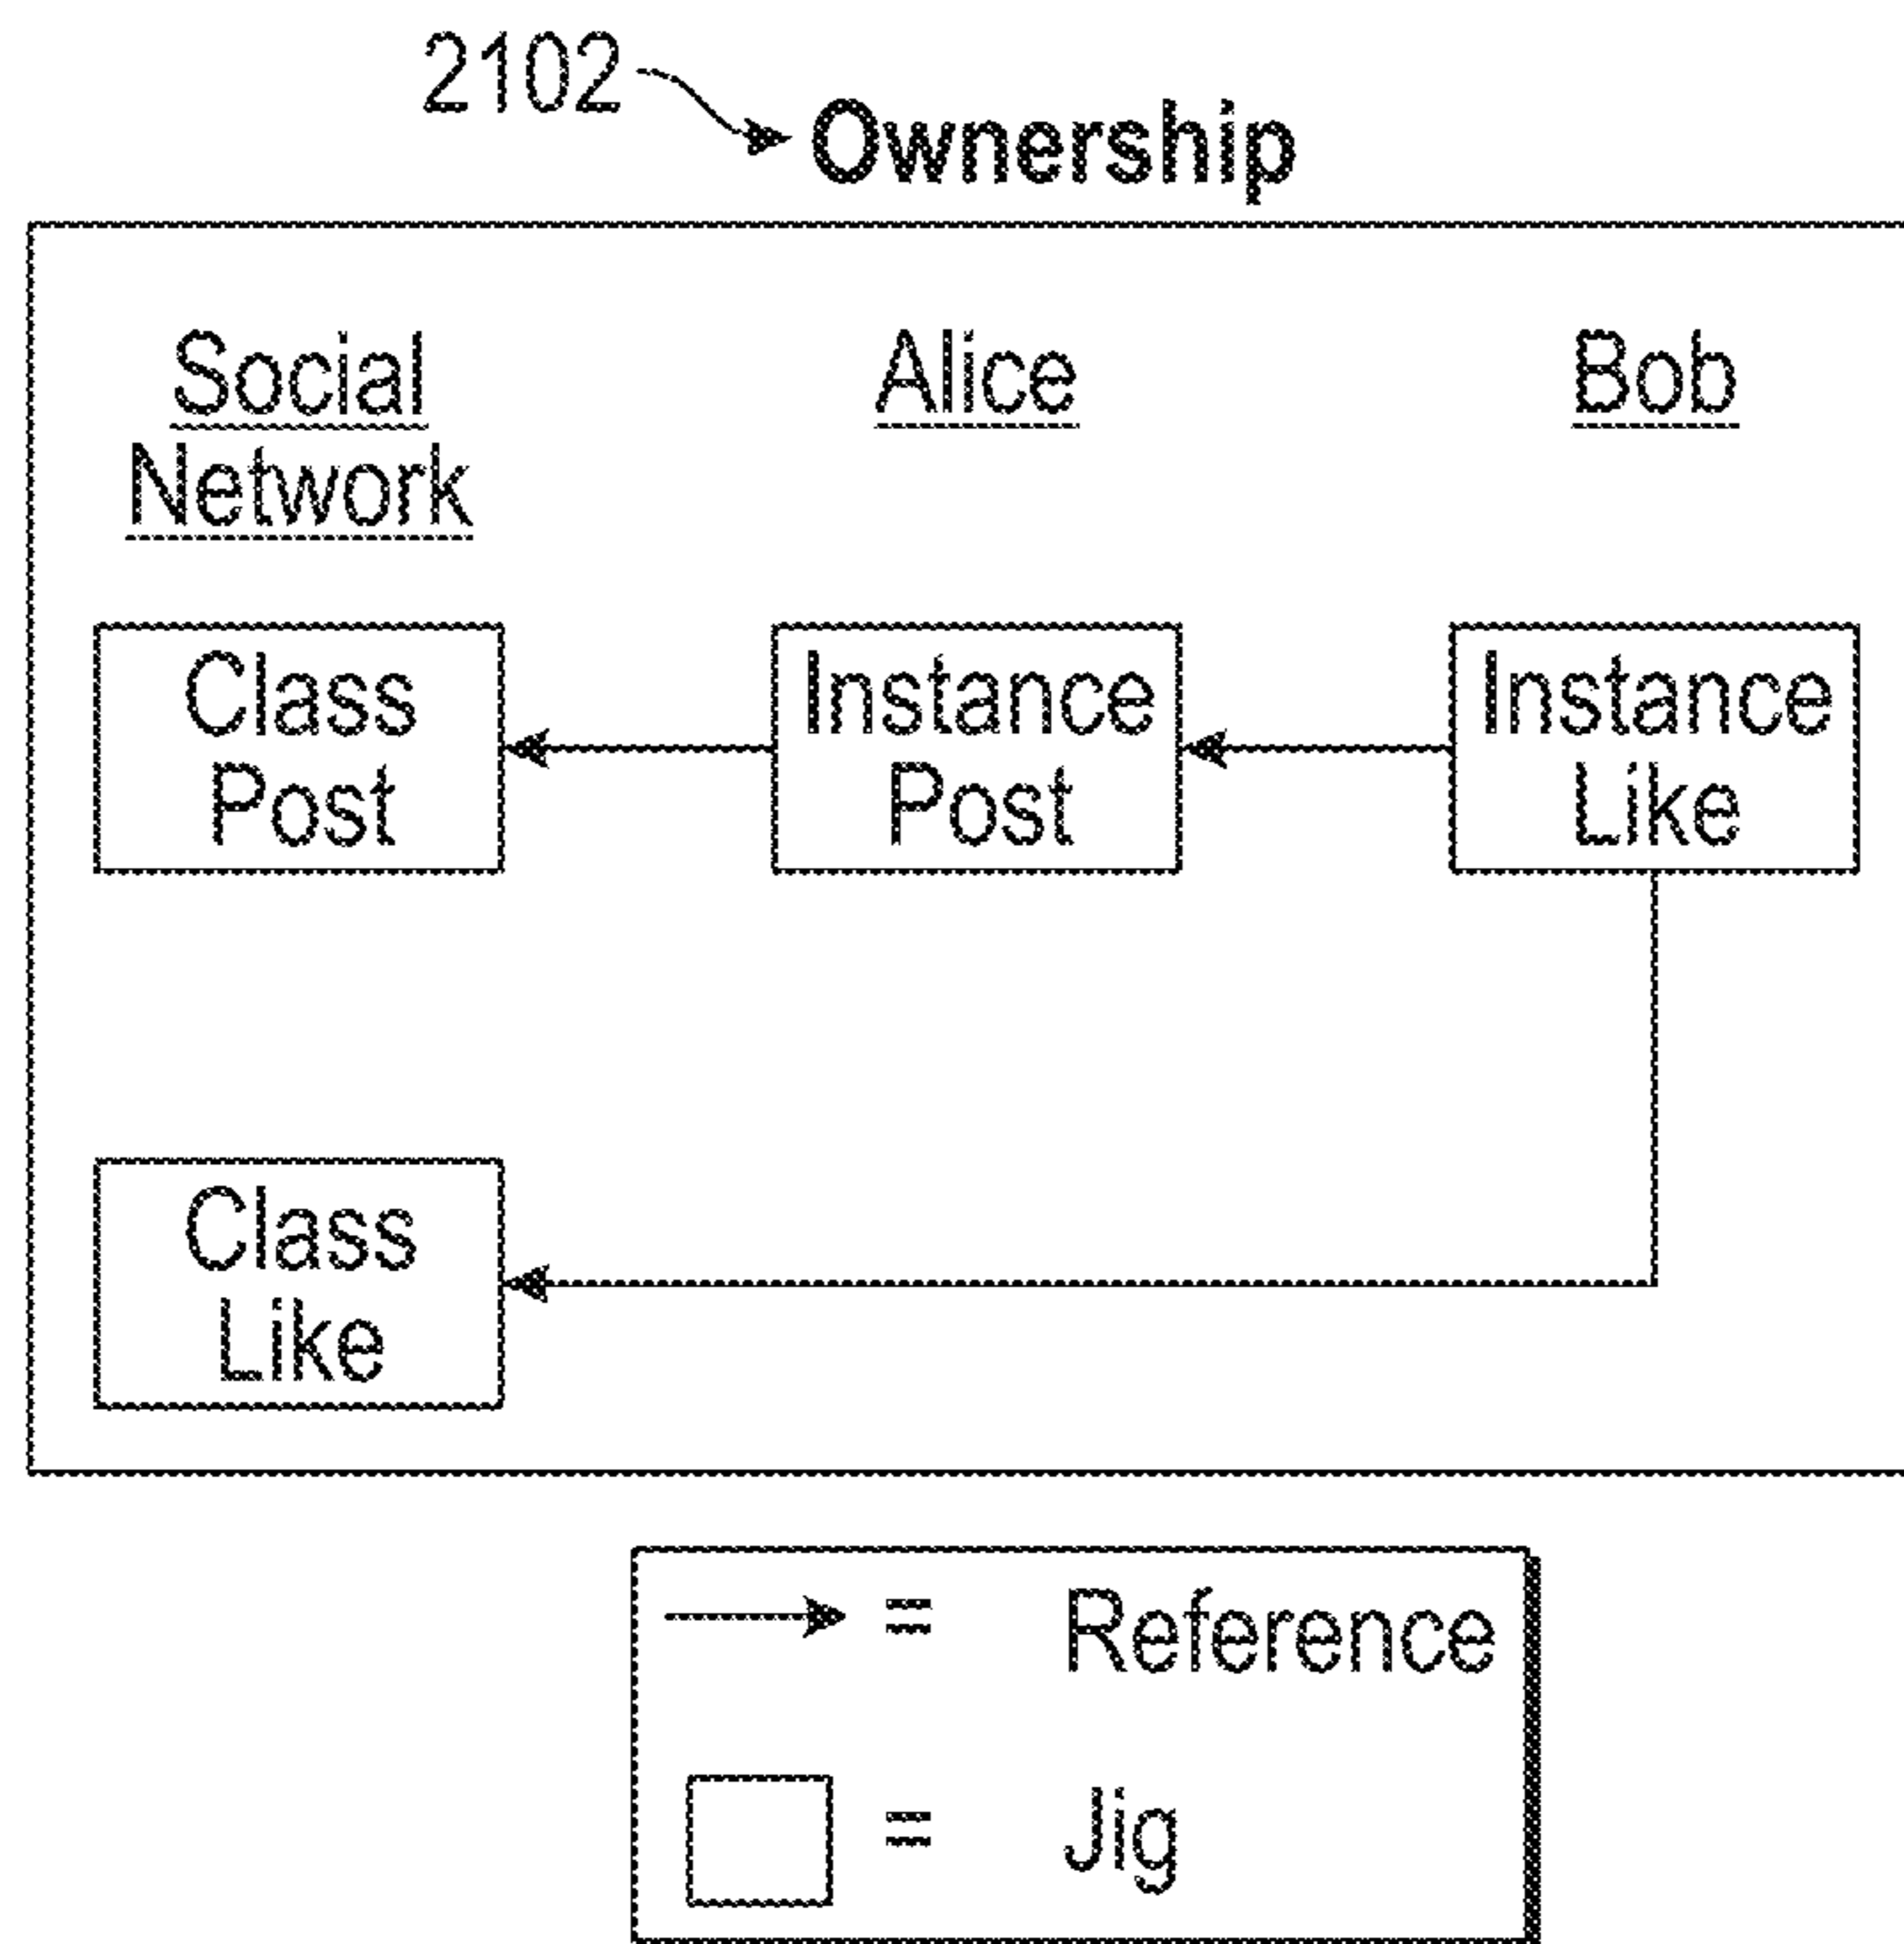 2102
Ownership
Social
Network
Alice
Bob
Class
Post
Instance
Post
Instance
Like
Class
Like
= Reference
= Jig